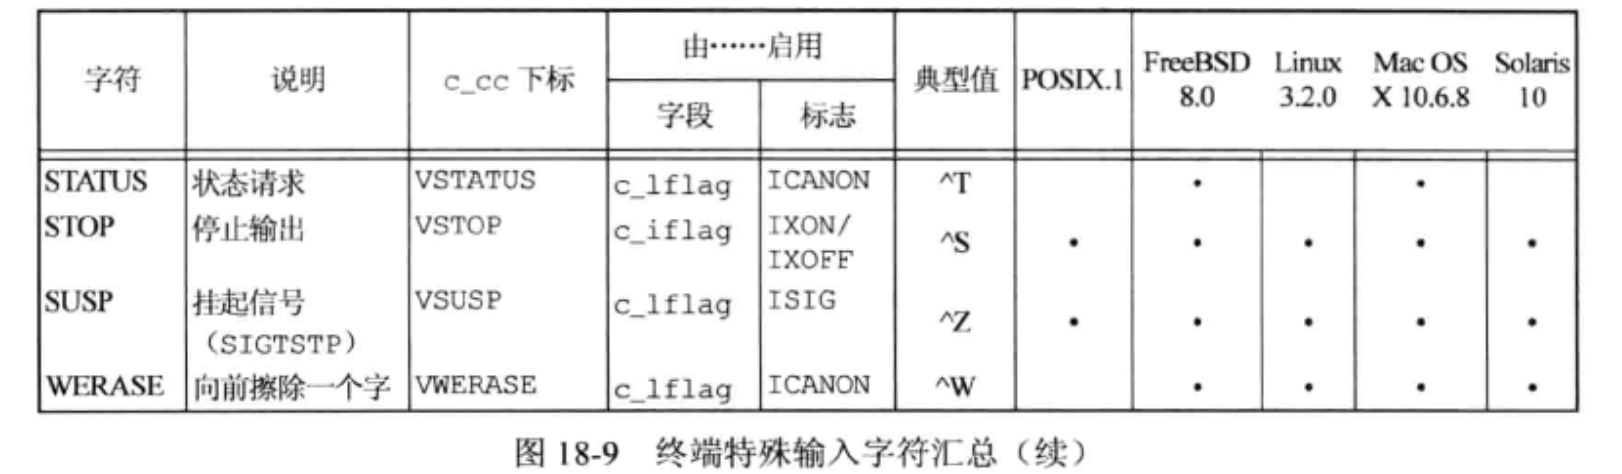 字符 说明 c_cc 下标 由……启用 典型值 POSIX.1 FreeBSD 8.0 Linux 3.2.0 Mac OS X 10.6.8 Solaris 10
字段 标志
STATUS 状态请求 VSTATUS c_lflag ICANON ^T • •
STOP 停止输出 VSTOP c_iflag IXON/ IXOFF ^S • • • • •
SUSP 挂起信号 (SIGTSTP) VSUSP c_lflag ISIG ^Z • • • • •
WERASE 向前擦除一个字 VWERASE c_lflag ICANON ^W • • • •
图 18-9 终端特殊输入字符汇总（续）